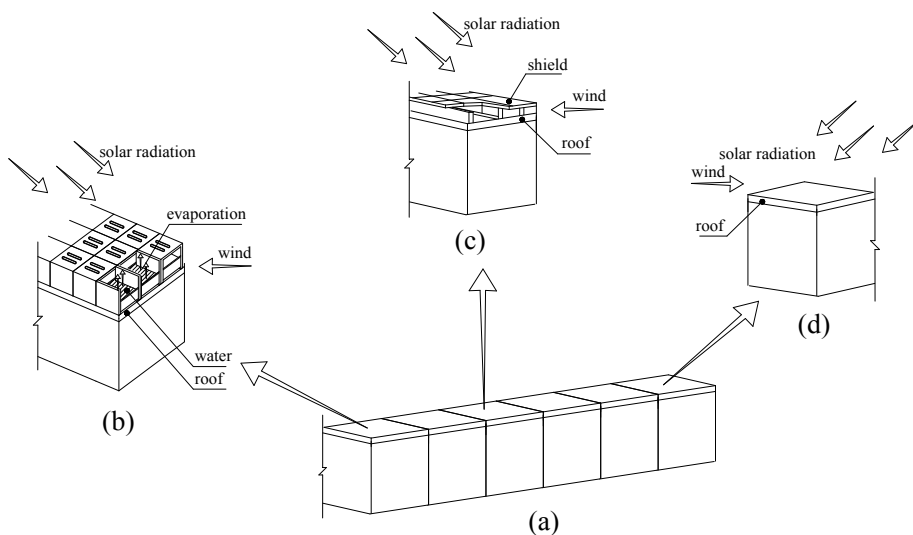 solar radiation
shield
wind
roof
(c)
solar radiation
evaporation
wind
water
roof
(b)
solar radiation
wind
roof
(d)
(a)